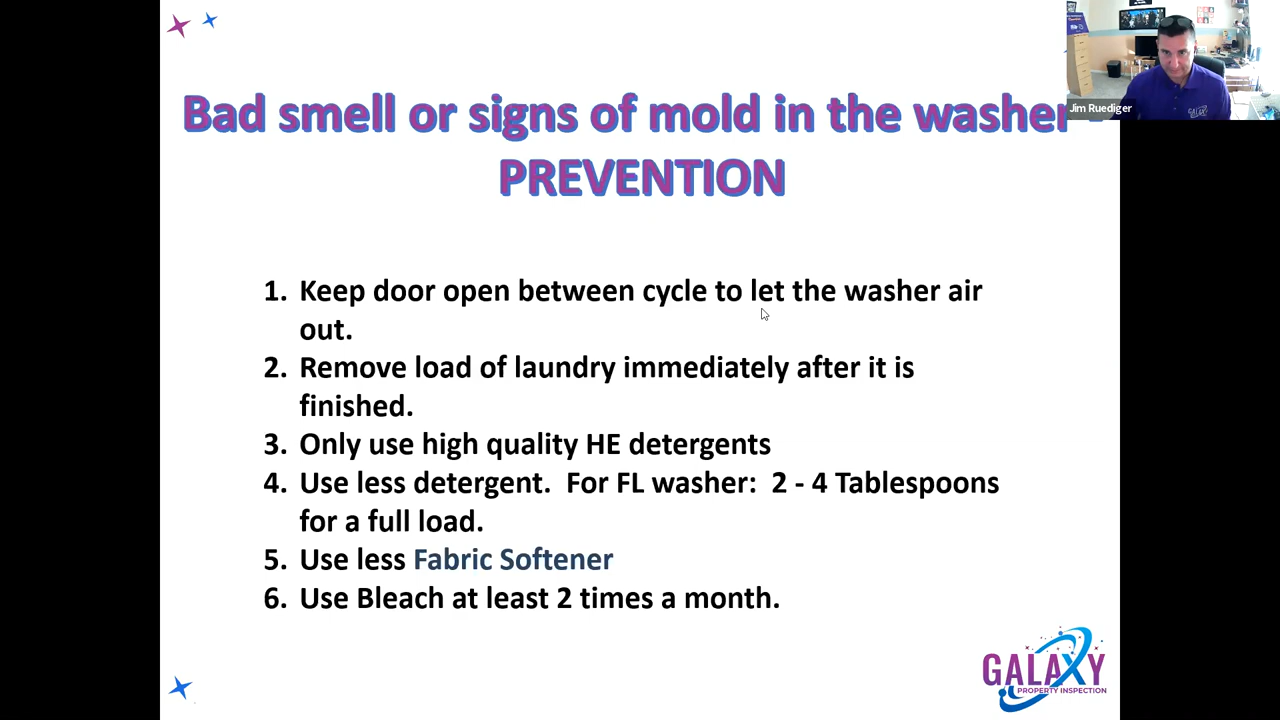 Bad smell or signs of mold in the washer -
PREVENTION
Jim Ruediger
1. Keep door open between cycle to let the washer air
out.
2. Remove load of laundry immediately after it is
finished.
3. Only use high quality HE detergents
4. Use less detergent.  For FL washer:  2 - 4 Tablespoons
for a full load.
5. Use less Fabric Softener
6. Use Bleach at least 2 times a month.
GALAXY
PROPERTY INSPECTION